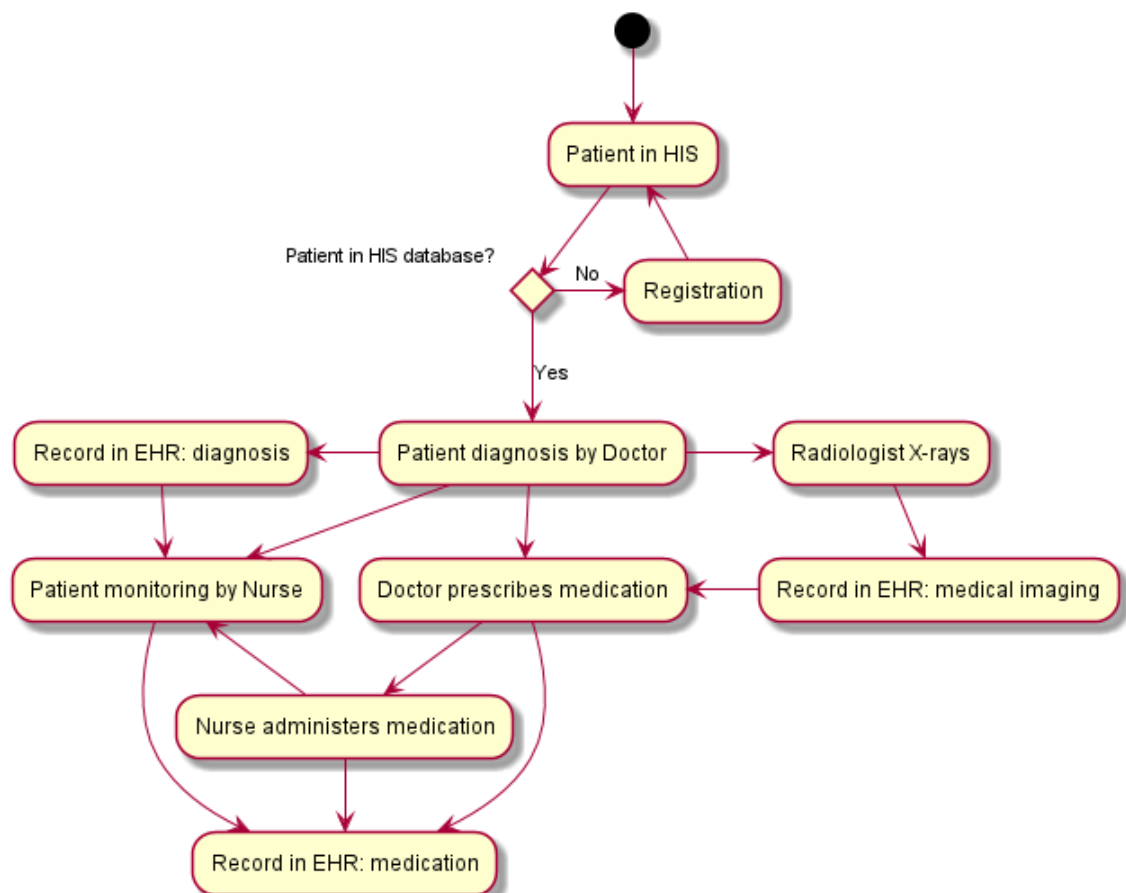 Patient in HIS
Patient in HIS database?
No
Registration
Yes
Record in EHR: diagnosis
Patient diagnosis by Doctor
Radiologist X-rays
Patient monitoring by Nurse
Doctor prescribes medication
Record in EHR: medical imaging
Nurse administers medication
Record in EHR: medication